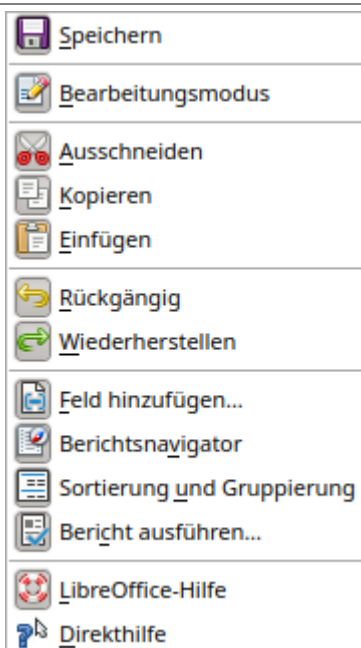 Speichern
Bearbeitungsmodus
Ausschneiden
Kopieren
Einfügen
Rückgängig
Wiederherstellen
Feld hinzufügen...
Berichtsnavigator
Sortierung und Gruppierung
Bericht ausführen...
LibreOffice-Hilfe
Direkthilfe